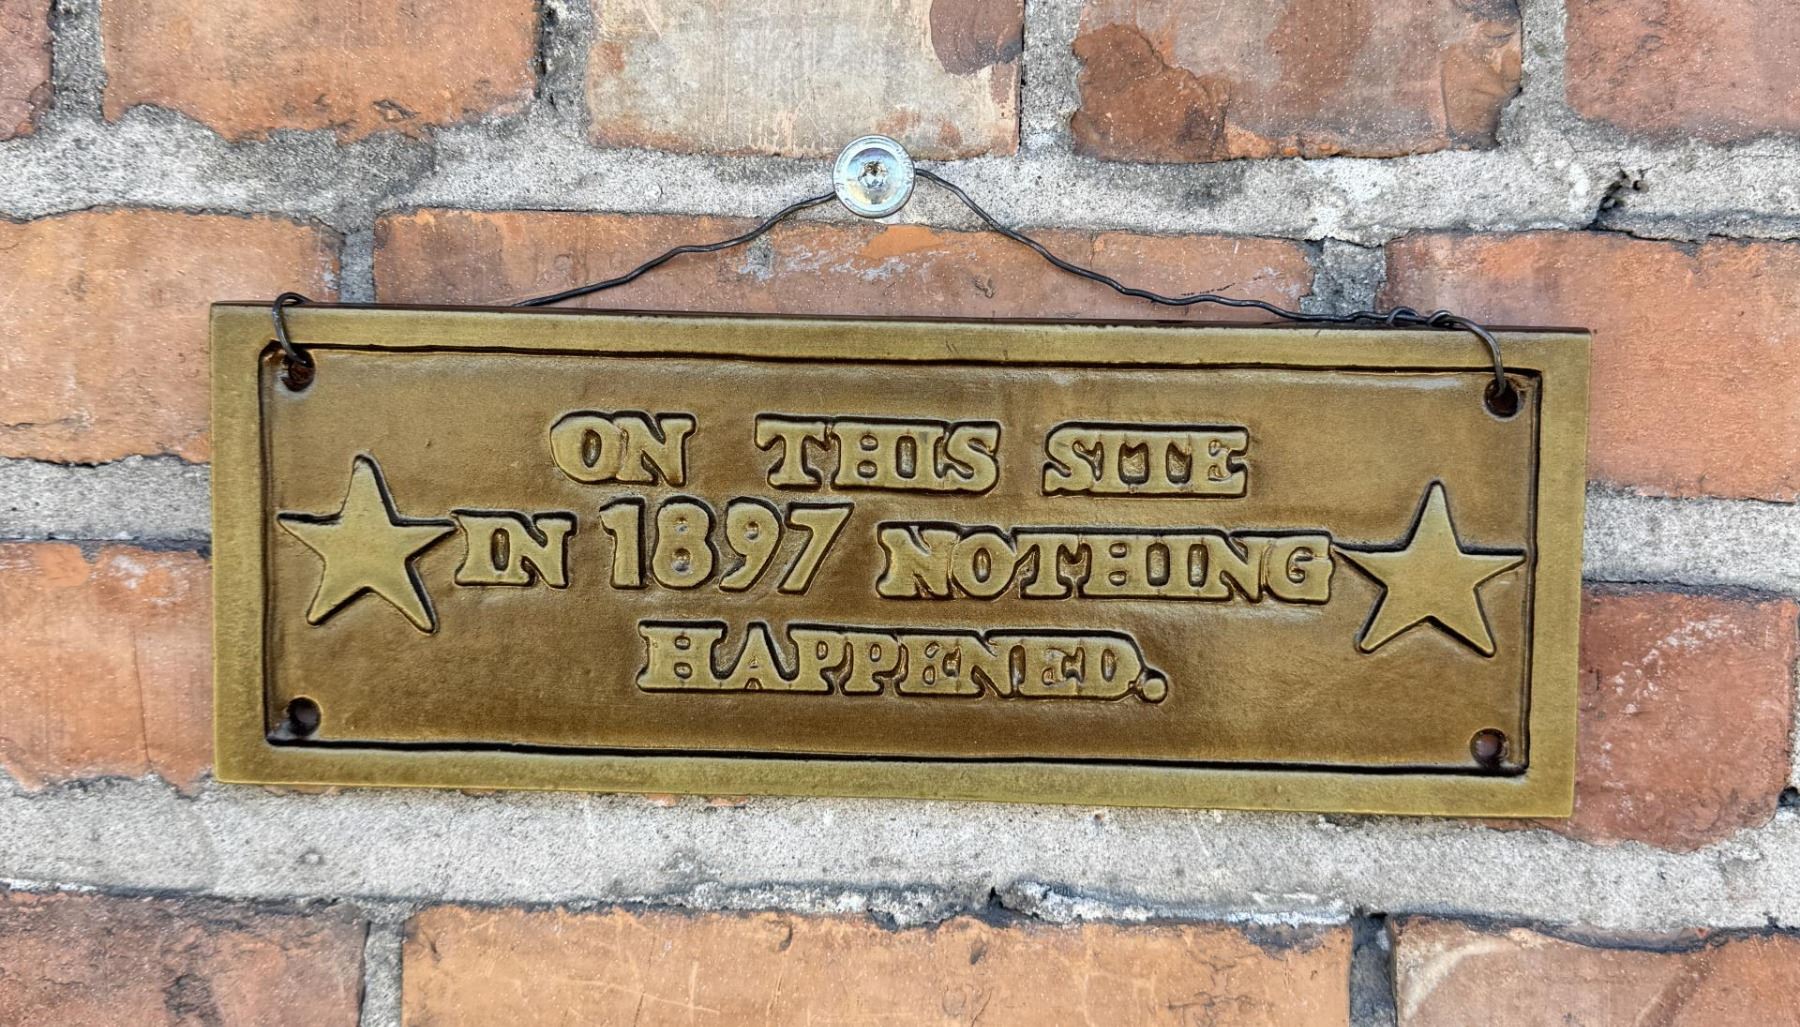 ON THIS SITE
IN 1897 NOTHING
HAPPENED.